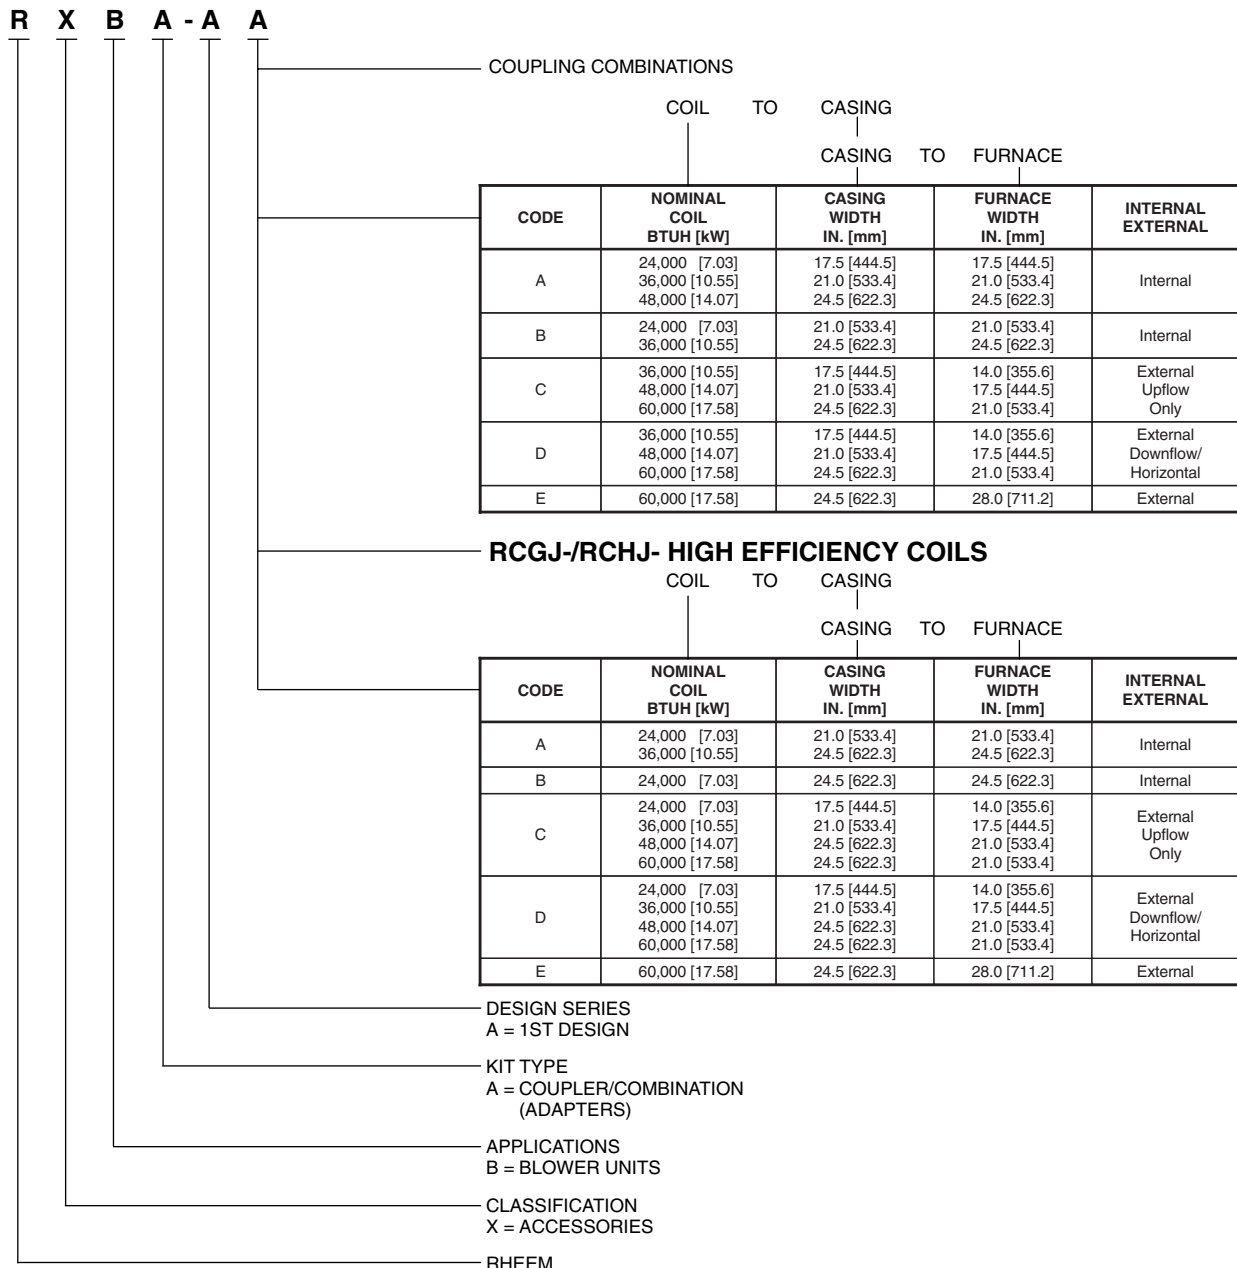 R X B A - A A
COUPLING COMBINATIONS
COIL TO CASING
CASING TO FURNACE
CODE NOMINAL COIL BTUH [kW] CASING WIDTH IN. [mm] FURNACE WIDTH IN. [mm] INTERNAL EXTERNAL
A 24,000 [7.03] 17.5 [444.5] 17.5 [444.5] Internal
36,000 [10.55] 21.0 [533.4] 21.0 [533.4]
48,000 [14.07] 24.5 [622.3] 24.5 [622.3]
B 24,000 [7.03] 21.0 [533.4] 21.0 [533.4] Internal
36,000 [10.55] 24.5 [622.3] 24.5 [622.3]
C 36,000 [10.55] 17.5 [444.5] 14.0 [355.6] External
48,000 [14.07] 21.0 [533.4] 17.5 [444.5] Upflow
60,000 [17.58] 24.5 [622.3] 21.0 [533.4] Only
D 36,000 [10.55] 17.5 [444.5] 14.0 [355.6] External
48,000 [14.07] 21.0 [533.4] 17.5 [444.5] Downflow/
60,000 [17.58] 24.5 [622.3] 21.0 [533.4] Horizontal
E 60,000 [17.58] 24.5 [622.3] 28.0 [711.2] External
RCGJ-/RCHJ- HIGH EFFICIENCY COILS
COIL TO CASING
CASING TO FURNACE
CODE NOMINAL COIL BTUH [kW] CASING WIDTH IN. [mm] FURNACE WIDTH IN. [mm] INTERNAL EXTERNAL
A 24,000 [7.03] 21.0 [533.4] 21.0 [533.4] Internal
36,000 [10.55] 24.5 [622.3] 24.5 [622.3]
B 24,000 [7.03] 24.5 [622.3] 24.5 [622.3] Internal
C 24,000 [7.03] 17.5 [444.5] 14.0 [355.6] External
36,000 [10.55] 21.0 [533.4] 17.5 [444.5] Upflow
48,000 [14.07] 24.5 [622.3] 21.0 [533.4] Only
60,000 [17.58] 24.5 [622.3] 21.0 [533.4]
D 24,000 [7.03] 17.5 [444.5] 14.0 [355.6] External
36,000 [10.55] 21.0 [533.4] 17.5 [444.5] Downflow/
48,000 [14.07] 24.5 [622.3] 21.0 [533.4] Horizontal
60,000 [17.58] 24.5 [622.3] 21.0 [533.4]
E 60,000 [17.58] 24.5 [622.3] 28.0 [711.2] External
DESIGN SERIES
A = 1ST DESIGN
KIT TYPE
A = COUPLER/COMBINATION
(ADAPTERS)
APPLICATIONS
B = BLOWER UNITS
CLASSIFICATION
X = ACCESSORIES
RHEEM